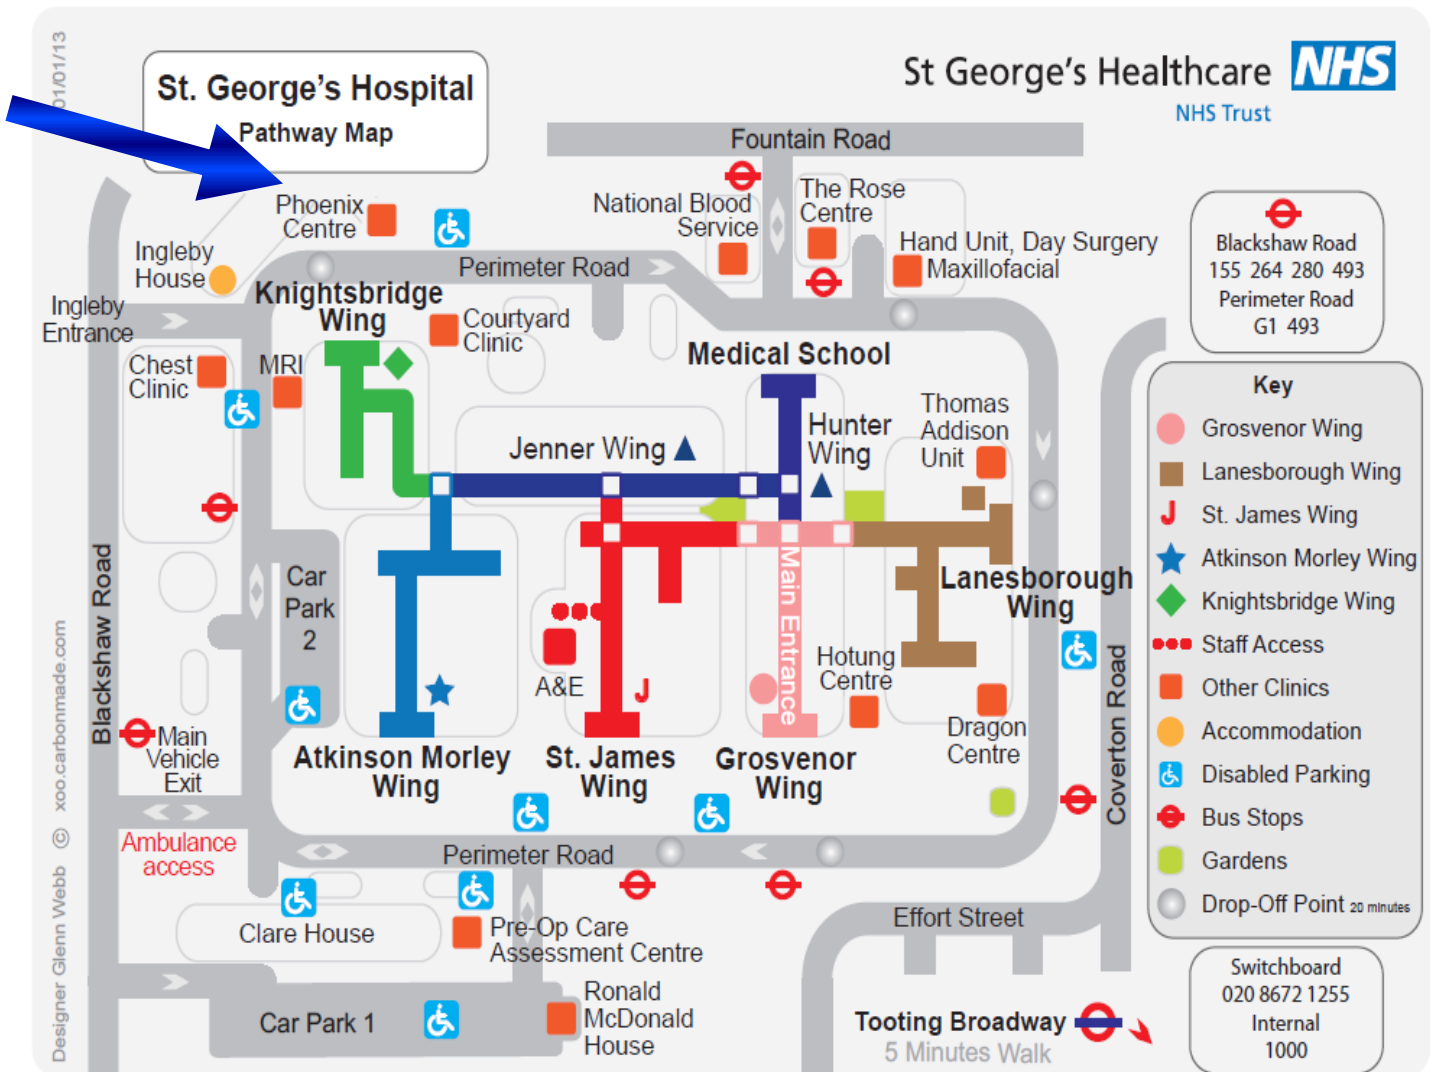 01/01/13
St. George's Hospital
Pathway Map
St George's Healthcare NHS
NHS Trust
Fountain Road
Phoenix
Centre
National Blood
Service
The Rose
Centre
Hand Unit, Day Surgery
Maxillofacial
Ingleby
House
Perimeter Road
Ingleby
Entrance
Knightsbridge
Wing
Courtyard
Clinic
Chest
Clinic
MRI
Medical School
Jenner Wing
Hunter
Wing
Thomas
Addison
Unit
Blackshaw Road
Car
Park
2
Main Entrance
Lanesborough
Wing
A&E
J
Hotung
Centre
Dragon
Centre
Coverton Road
Main
Vehicle
Exit
Atkinson Morley
Wing
St. James
Wing
Grosvenor
Wing
Ambulance
access
Perimeter Road
Clare House
Pre-Op Care
Assessment Centre
Effort Street
Car Park 1
Ronald
McDonald
House
Tooting Broadway
5 Minutes Walk
Blackshaw Road
155 264 280 493
Perimeter Road
G1 493
Key
Grosvenor Wing
Lanesborough Wing
J St. James Wing
Atkinson Morley Wing
Knightsbridge Wing
Staff Access
Other Clinics
Accommodation
Disabled Parking
Bus Stops
Gardens
Drop-Off Point 20 minutes
Switchboard
020 8672 1255
Internal
1000
Designer Glenn Webb © xoo.carbonmade.com